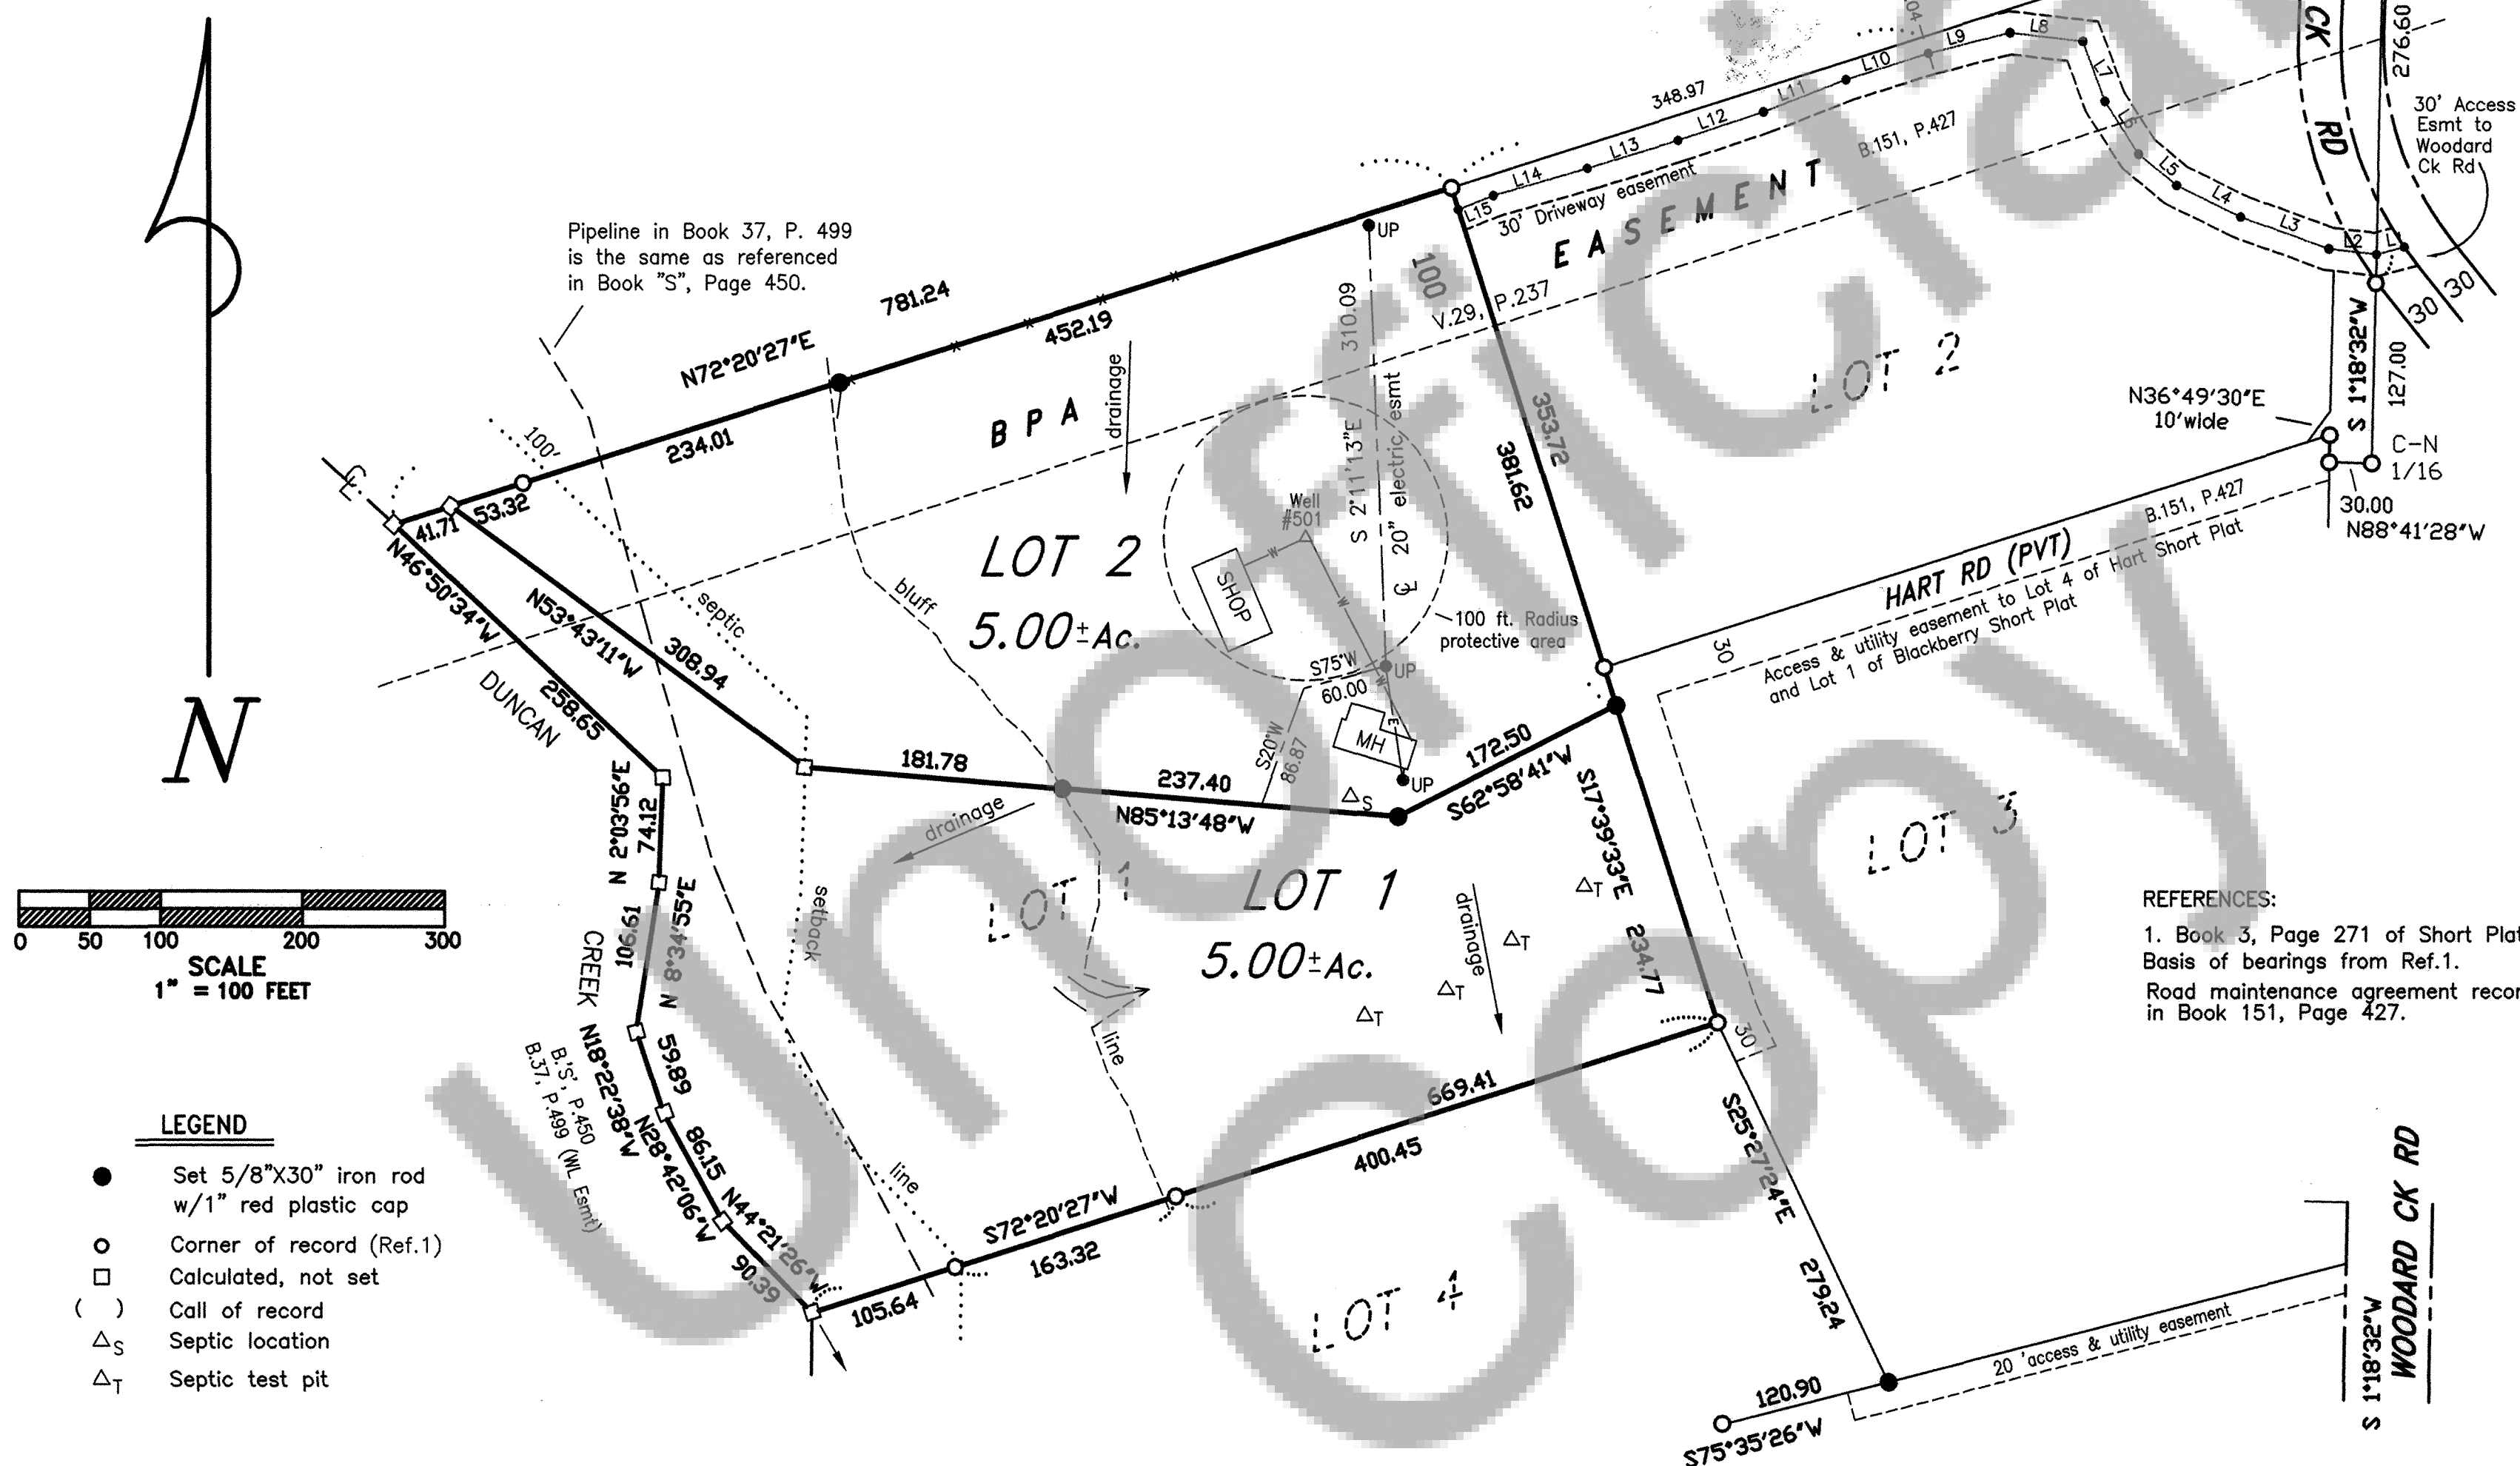 CK RD
276.60
30' Access
Esmt to
Woodard
Ck Rd
L8
L9
L10
L7
348.97
L11
L6
L12
B.151, P.427
L13
L5
L14
30' Driveway easement
L4
L15
L3
L2
L1
30
30
EASEMENT
UP
Pipeline in Book 37, P. 499
is the same as referenced
in Book "S", Page 450.
781.24
452.19
310.09
100
V.29, P.237
N72°20'27"E
drainage
LOT 2
S 1°18'32"W
127.00
N36°49'30"E
10'wide
C-N
1/16
BPA
353.72
381.62
S 2°11'13"E
20" electric esmt
234.01
100'
53.32
41.71
Well
#501
W
30.00
N88°41'28"W
B.151, P.427
HART RD (PVT)
Access & utility easement to Lot 4 of Hart Short Plat
and Lot 1 of Blackberry Short Plat
LOT 2
5.00±Ac.
SHOP
bluff
N46°50'34"W
N53°43'11"W
308.94
septic
258.65
DUNCAN
100 ft. Radius
protective area
30
S75°W
60.00
UP
W
W
MH
UP
S20°W
86.87
172.50
S62°58'41"W
N
181.78
237.40
N85°13'48"W
S
S17°39'33"E
234.77
N 2°03'56"E
74.12
drainage
LOT 3
LOT 1
LOT 1
5.00±Ac.
T
T
T
T
drainage
106.61
N 8°34'55"E
setback
CREEK
0 50 100 200 300
SCALE
1" = 100 FEET
REFERENCES:
1. Book 3, Page 271 of Short Plat
Basis of bearings from Ref.1.
Road maintenance agreement recor
in Book 151, Page 427.
line
30
59.89
N18°22'38"W
B.'S', P.450
B.37, P.499 (WL Esmt)
86.15
N28°42'06"W
669.41
400.45
S25°27'24"E
279.24
line
N44°21'26"W
90.39
S72°20'27"W
163.32
105.64
LOT 4
LEGEND
Set 5/8"X30" iron rod
w/1" red plastic cap
Corner of record (Ref.1)
Calculated, not set
( ) Call of record
S Septic location
T Septic test pit
WOODARD CK RD
S 1°18'32"W
20 'access & utility easement
120.90
S75°35'26"W
Unofficial
Copy